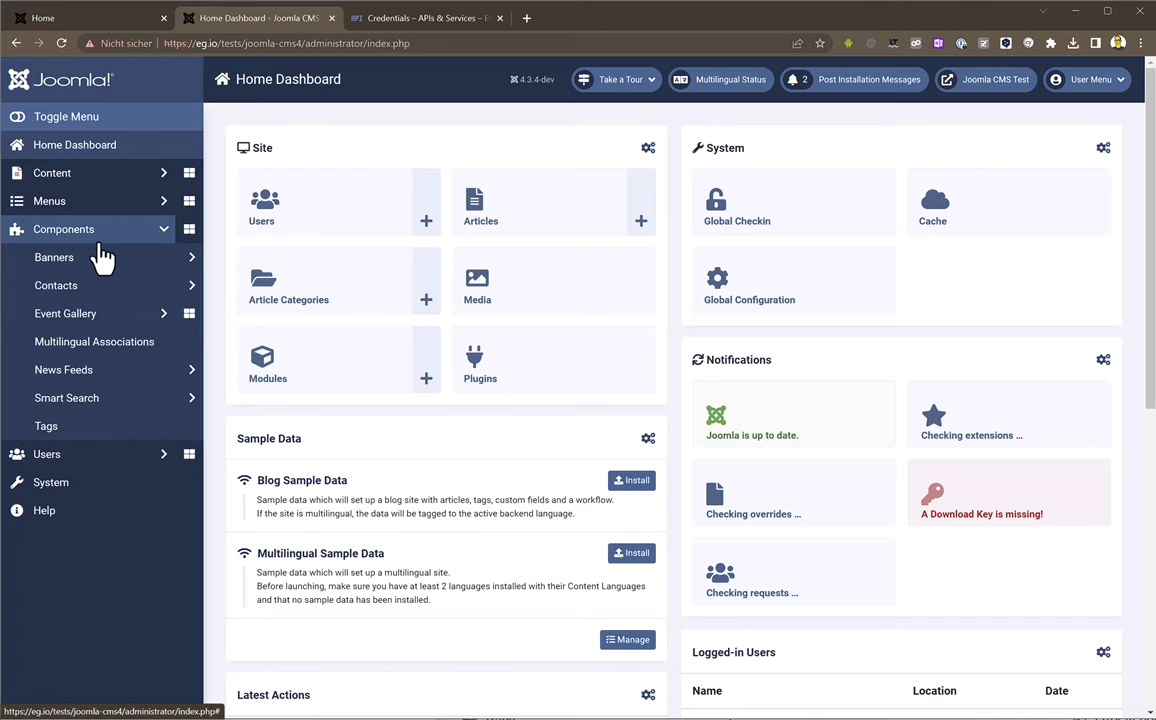 Home
Home Dashboard - Joomla CMS
API Credentials – APIs & Services –
Nicht sicher
https://eg.io/tests/joomla-cms4/administrator/index.php
Joomla!
Home Dashboard
4.3.4-dev
Take a Tour
Multilingual Status
2 Post Installation Messages
Joomla CMS Test
User Menu
Toggle Menu
Home Dashboard
Content
Menus
Components
Banners
Contacts
Event Gallery
Multilingual Associations
News Feeds
Smart Search
Tags
Users
System
Help
Site
Users
Articles
Article Categories
Media
Modules
Plugins
Sample Data
Blog Sample Data
Install
Sample data which will set up a blog site with articles, tags, custom fields and a workflow.
If the site is multilingual, the data will be tagged to the active backend language.
Multilingual Sample Data
Install
Sample data which will set up a multilingual site.
Before launching, make sure you have at least 2 languages installed with their Content Languages
and that no sample data has been installed.
Manage
Latest Actions
System
Global Checkin
Cache
Global Configuration
Notifications
Joomla is up to date.
Checking extensions ...
Checking overrides ...
A Download Key is missing!
Checking requests ...
Logged-in Users
Name Location Date
https://eg.io/tests/joomla-cms4/administrator/index.php#